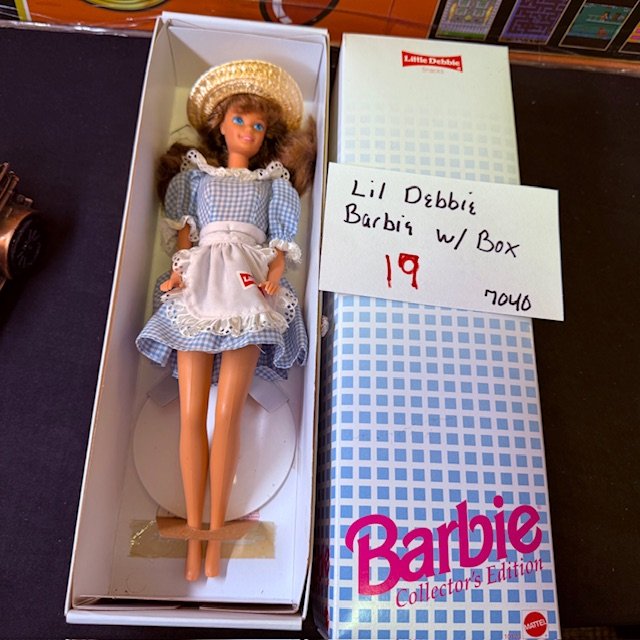 Little Debbie
Lil Debbie
Barbie w/ Box
19
7040
Barbie
Collector's Edition
MATTEL